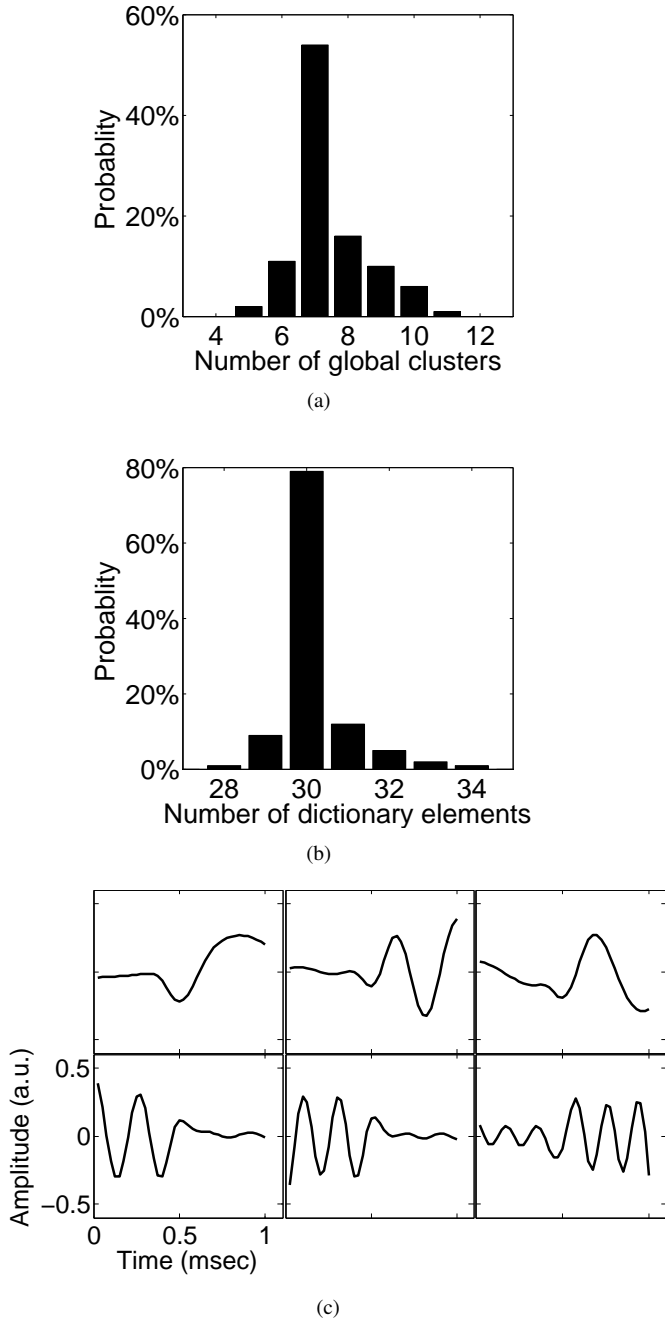 60%
40%
20%
0%
Probablity
4 6 8 10 12
Number of global clusters
(a)
80%
60%
40%
20%
0%
Probablity
28 30 32 34
Number of dictionary elements
(b)
0.5
0
−0.5
Amplitude (a.u.)
0 0.5 1
Time (msec)
(c)